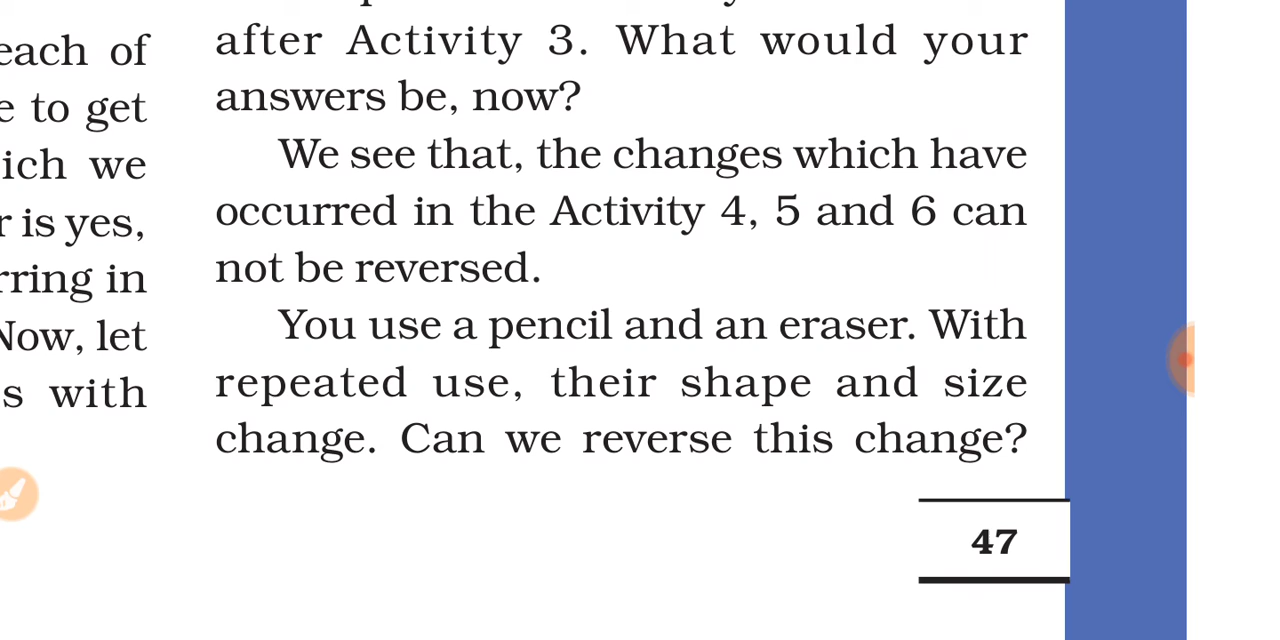 each of
e to get
ich we
r is yes,
rring in
Now, let
s with
after Activity 3. What would your
answers be, now?
We see that, the changes which have
occurred in the Activity 4, 5 and 6 can
not be reversed.
You use a pencil and an eraser. With
repeated use, their shape and size
change. Can we reverse this change?
47